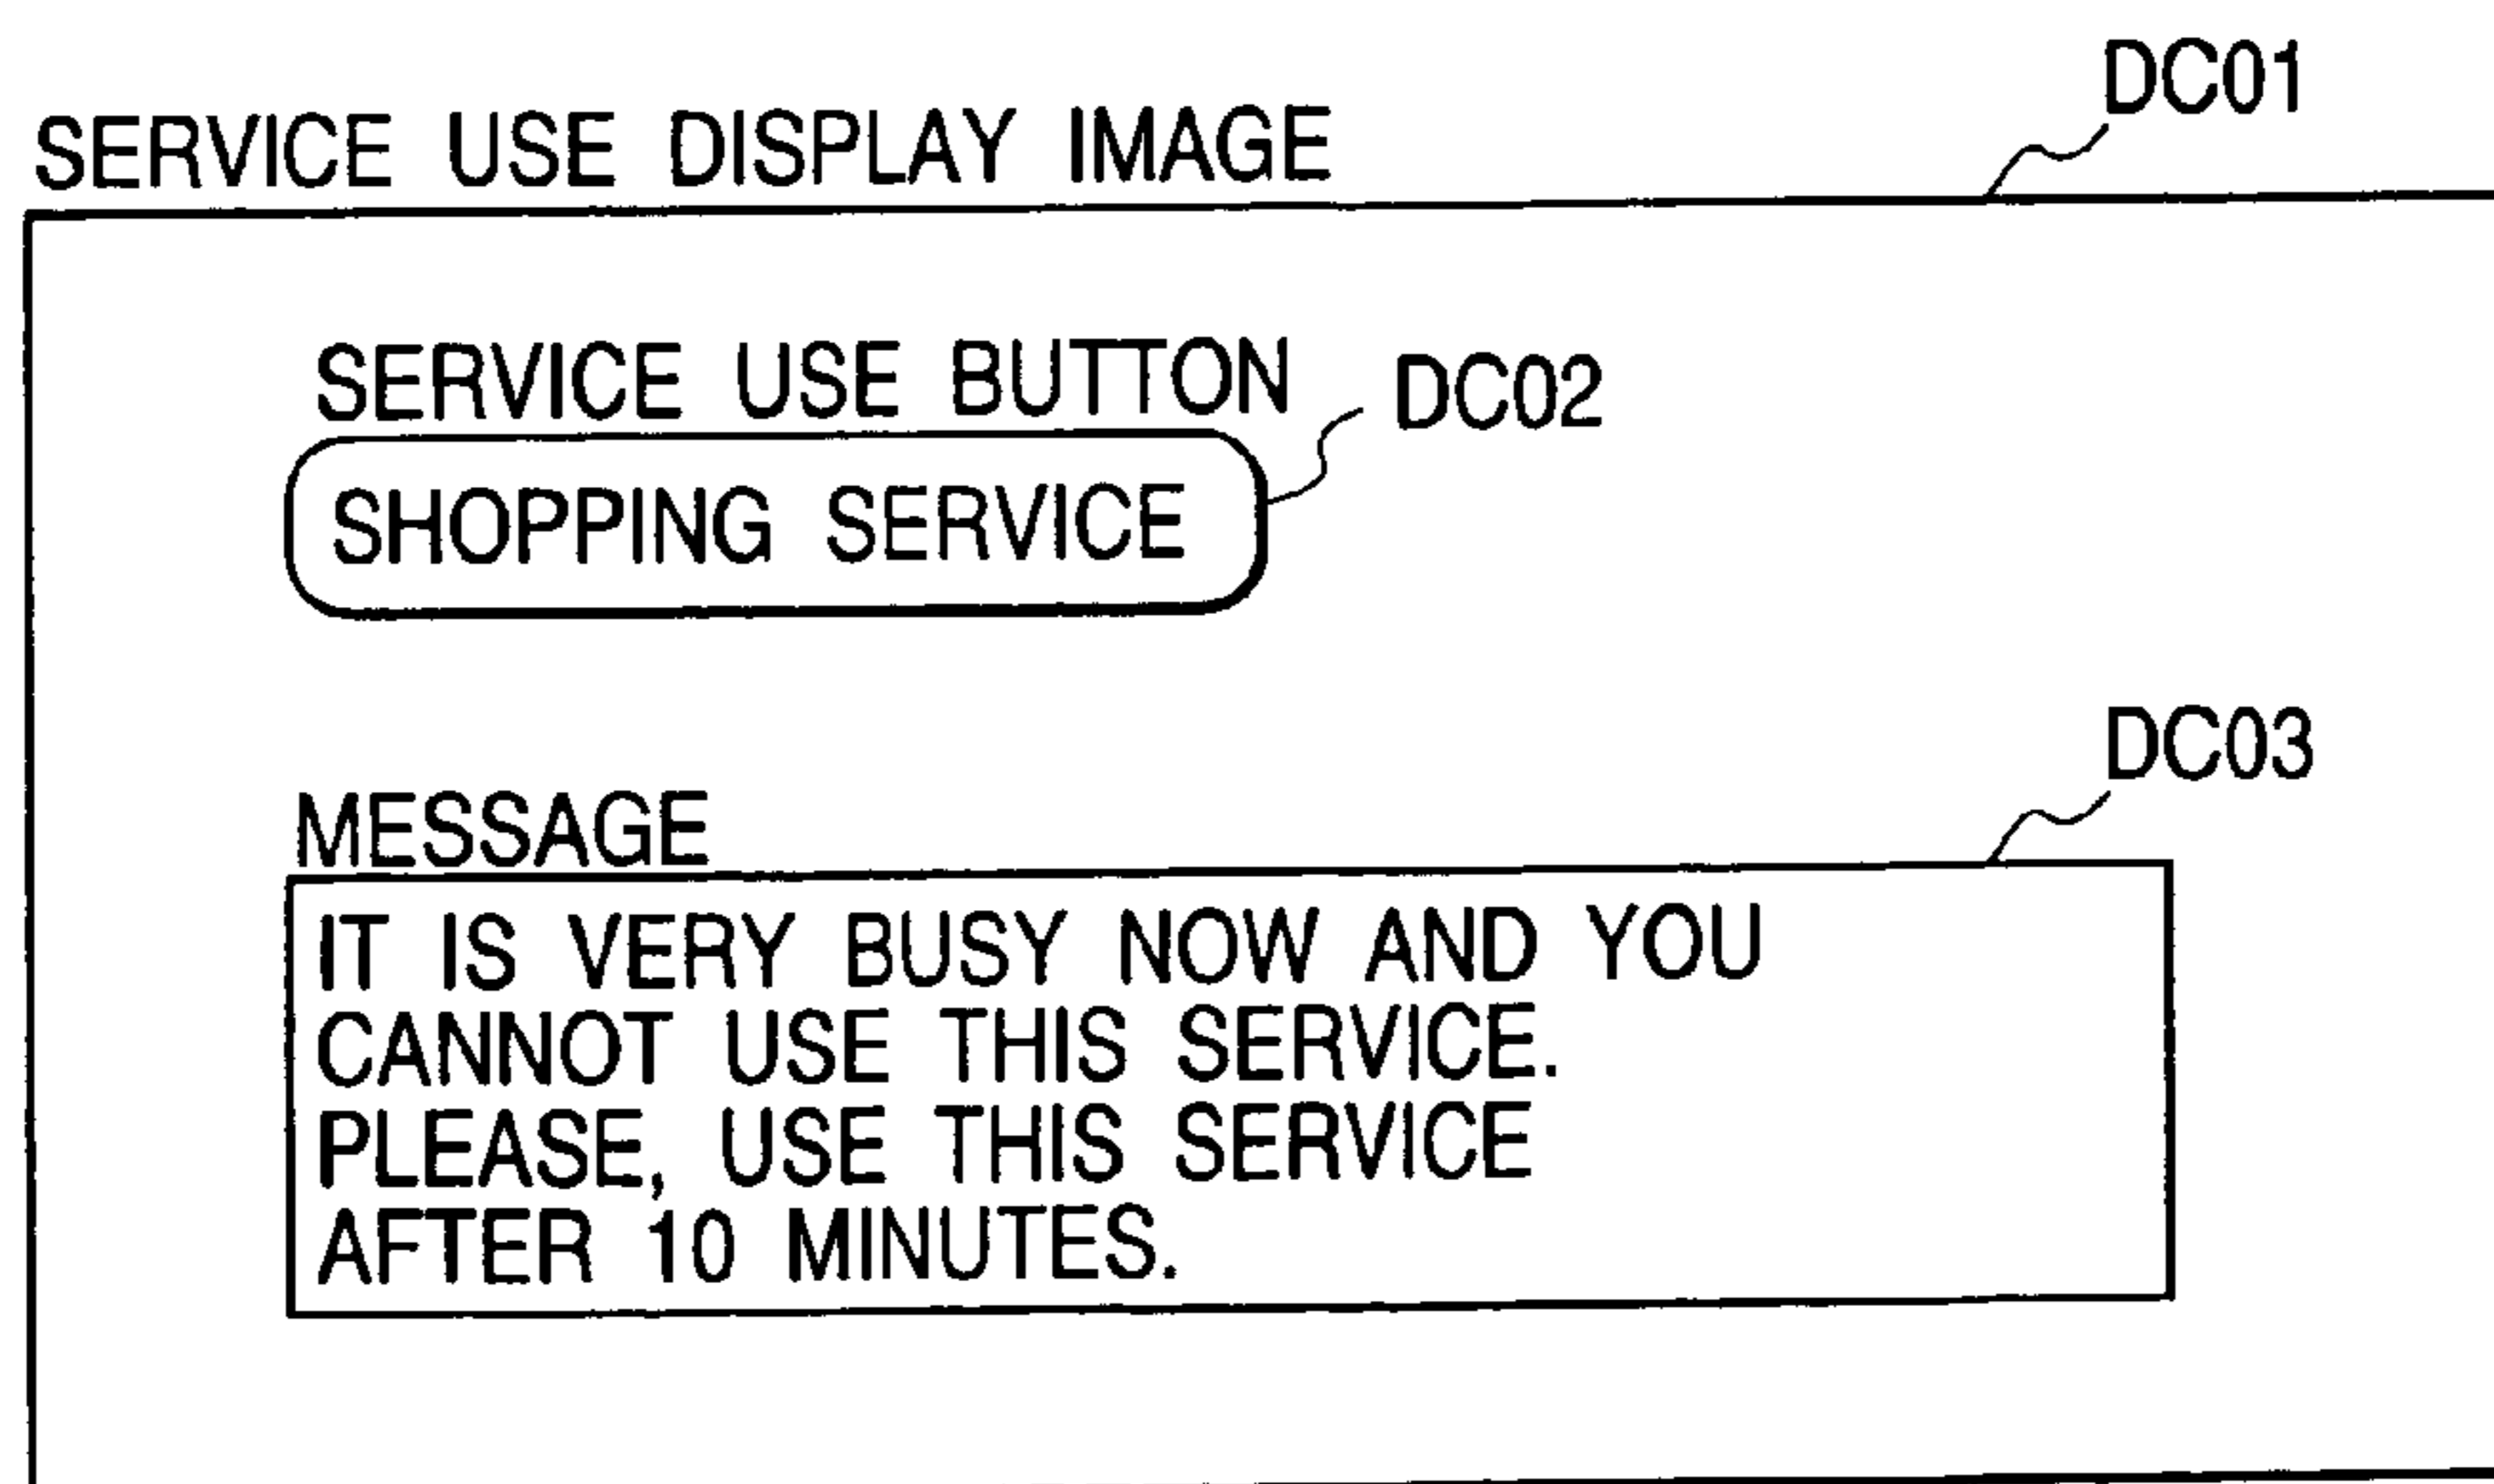 DC01
SERVICE USE DISPLAY IMAGE
SERVICE USE BUTTON
DC02
SHOPPING SERVICE
DC03
MESSAGE
IT IS VERY BUSY NOW AND YOU
CANNOT USE THIS SERVICE.
PLEASE, USE THIS SERVICE
AFTER 10 MINUTES.